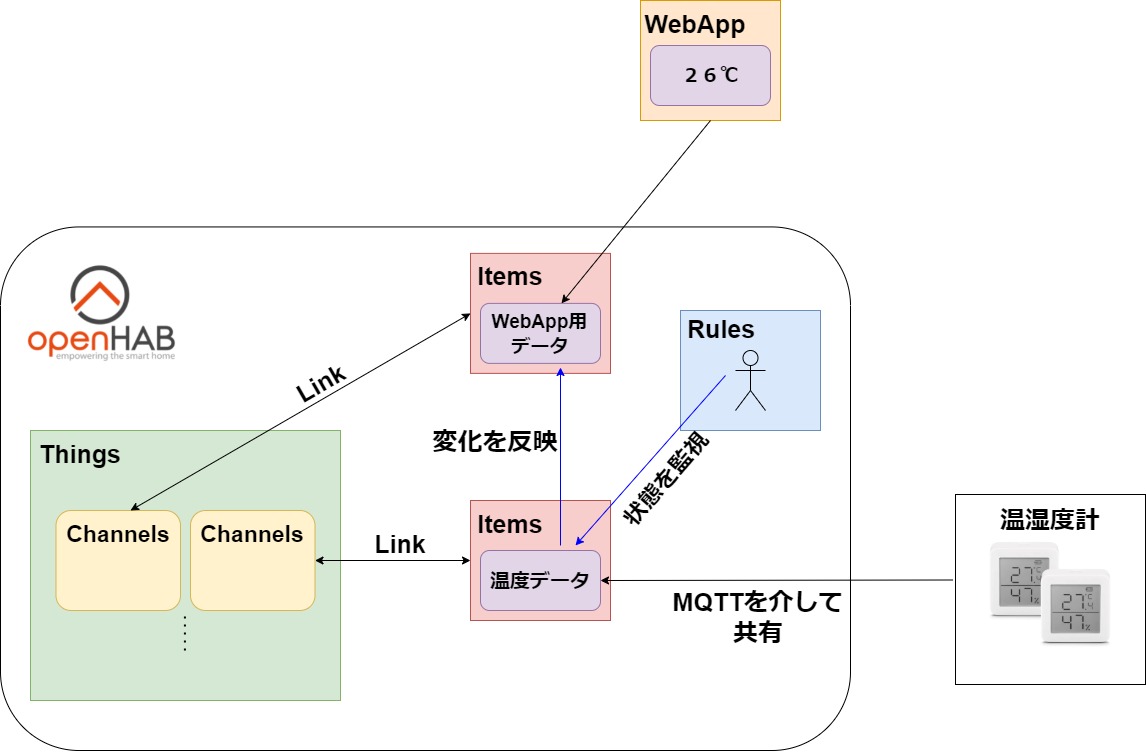 WebApp
２６℃
openHAB
empowering the smart home
Items
WebApp用
データ
Rules
Link
変化を反映
状態を監視
Things
Channels
Channels
Link
Items
温度データ
MQTTを介して
共有
温湿度計
27.4
℃
47%
27.4
℃
47%